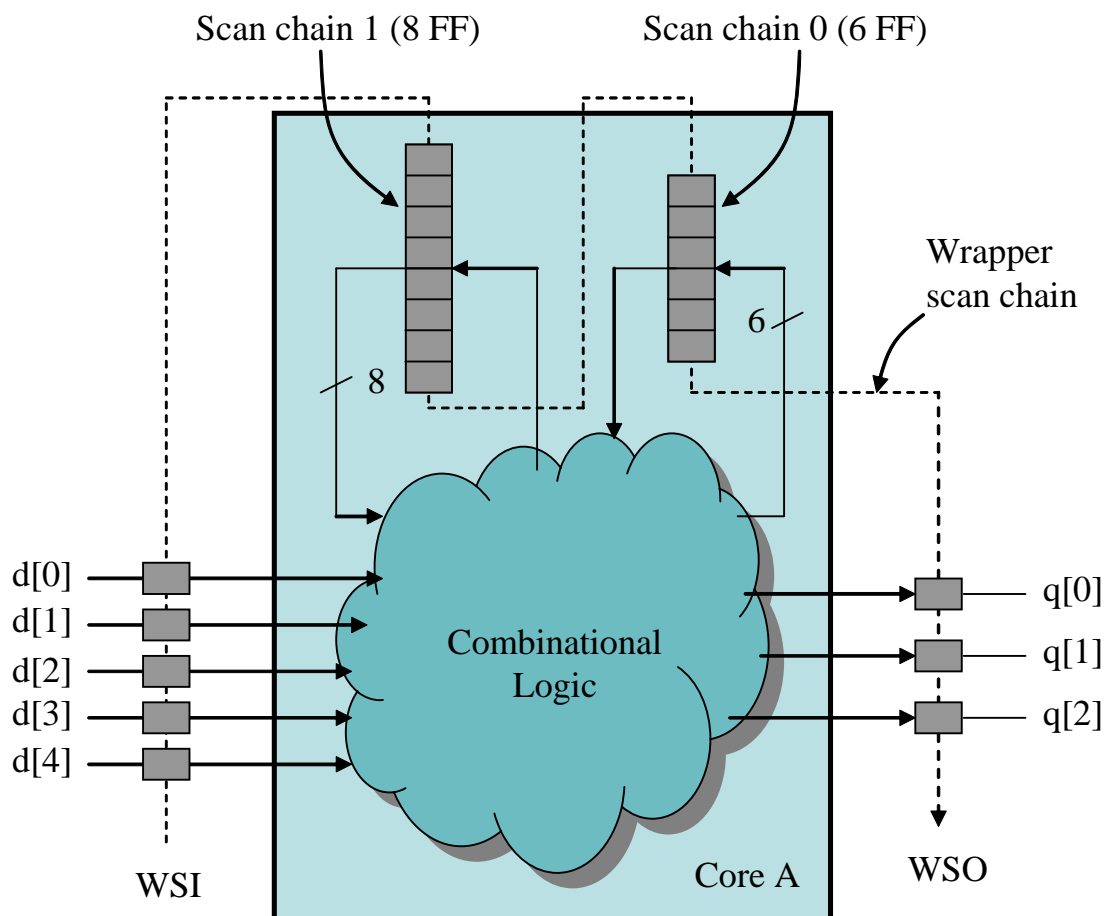 Scan chain 1 (8 FF)
Scan chain 0 (6 FF)
Wrapper
scan chain
6
8
d[0]
d[1]
d[2]
d[3]
d[4]
Combinational
Logic
q[0]
q[1]
q[2]
WSI
Core A
WSO